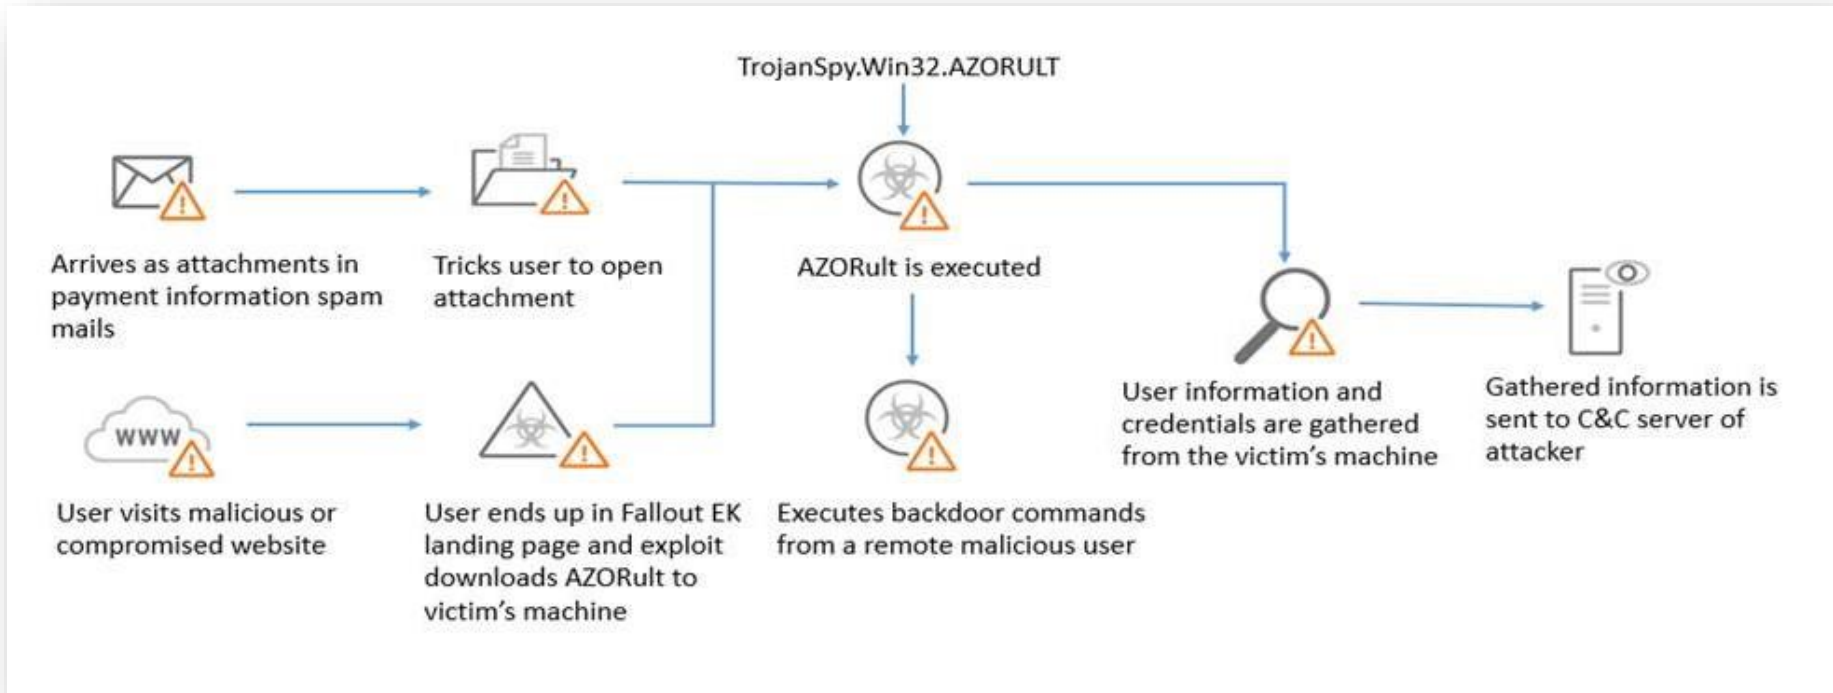 TrojanSpy.Win32.AZORULT
Arrives as attachments in
payment information spam
mails
Tricks user to open
attachment
AZORult is executed
User information and
credentials are gathered
from the victim's machine
Gathered information is
sent to C&C server of
attacker
WWW
User visits malicious or
compromised website
User ends up in Fallout EK
landing page and exploit
downloads AZORult to
victim's machine
Executes backdoor commands
from a remote malicious user